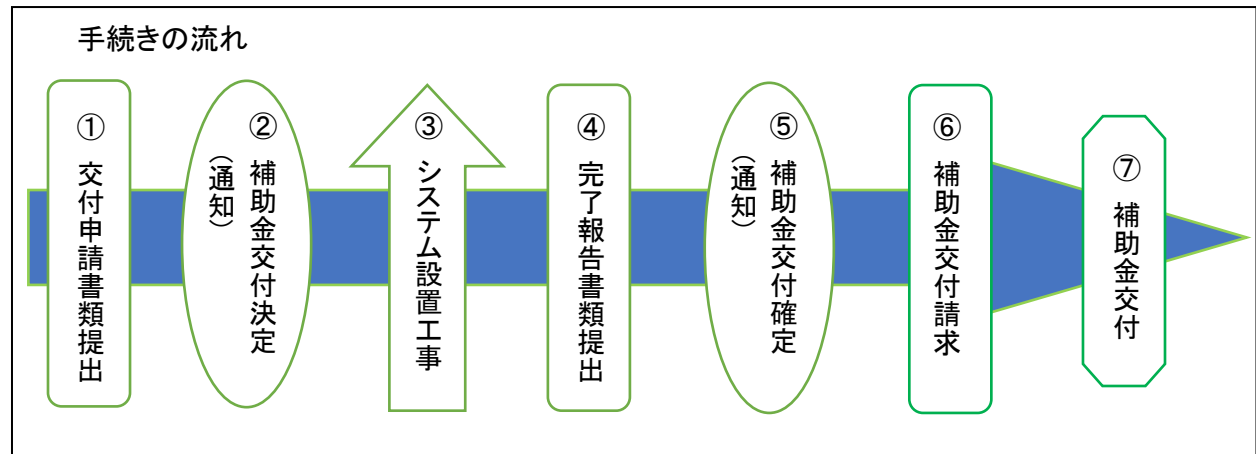 手続きの流れ
① 交付申請書類提出
② 補助金交付決定
（通知）
③ システム設置工事
④ 完了報告書類提出
⑤ 補助金交付確定
（通知）
⑥ 補助金交付請求
⑦ 補助金交付